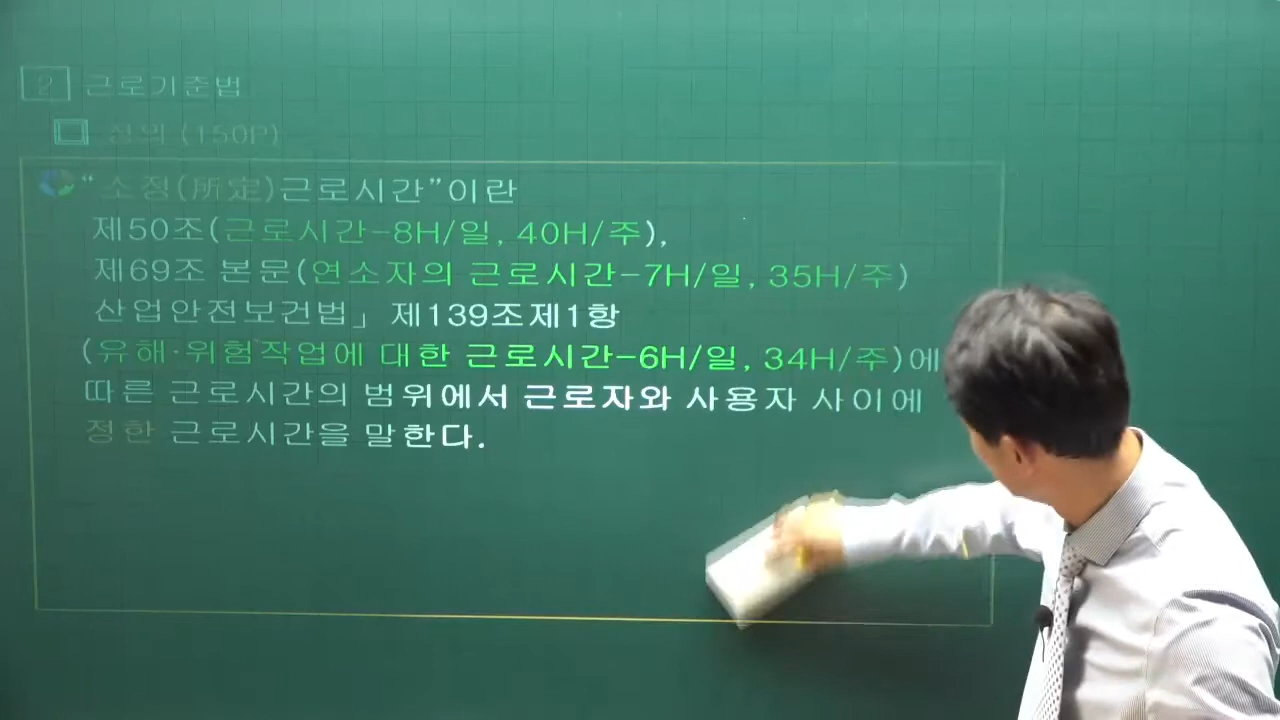 2 근로기준법
정의 (150P)
“소정(所定)근로시간”이란
제50조(근로시간-8H/일, 40H/주),
제69조 본문(연소자의 근로시간-7H/일, 35H/주)
산업안전보건법」 제139조제1항
(유해·위험작업에 대한 근로시간-6H/일, 34H/주)에
따른 근로시간의 범위에서 근로자와 사용자 사이에
정한 근로시간을 말한다.